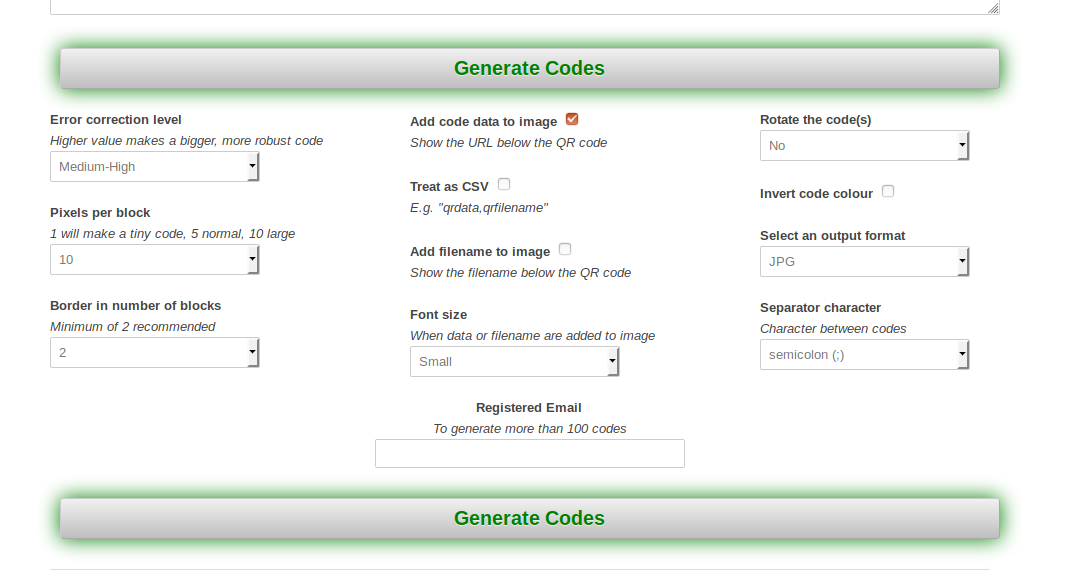 Generate Codes
Error correction level
Higher value makes a bigger, more robust code
Medium-High
Pixels per block
1 will make a tiny code, 5 normal, 10 large
10
Border in number of blocks
Minimum of 2 recommended
2
Add code data to image
Show the URL below the QR code
Treat as CSV
E.g. "qrdata,qrfilename"
Add filename to image
Show the filename below the QR code
Font size
When data or filename are added to image
Small
Rotate the code(s)
No
Invert code colour
Select an output format
JPG
Separator character
Character between codes
semicolon (;)
Registered Email
To generate more than 100 codes
Generate Codes